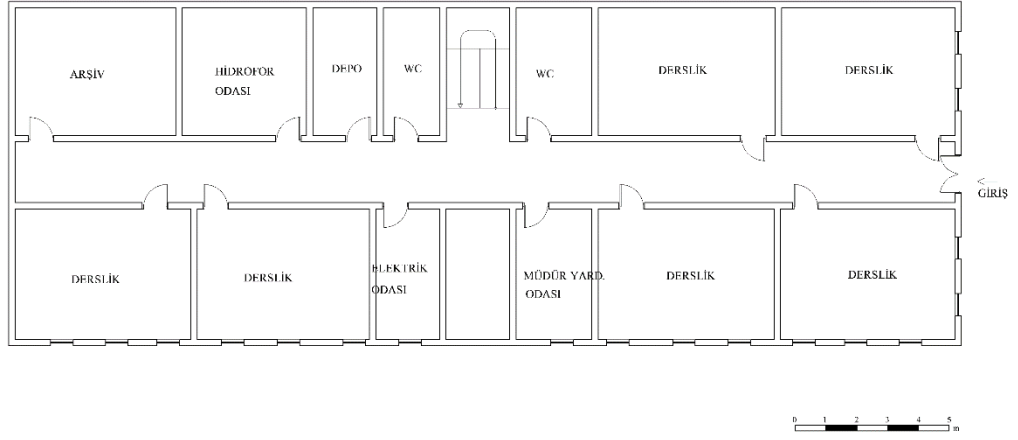 ARŞİV
HİDROFOR
ODASI
DEPO
WC
WC
DERSLİK
DERSLİK
GİRİŞ
DERSLİK
DERSLİK
ELEKTRİK
ODASI
MÜDÜR YARD.
ODASI
DERSLİK
DERSLİK
0 1 2 3 4 5
m